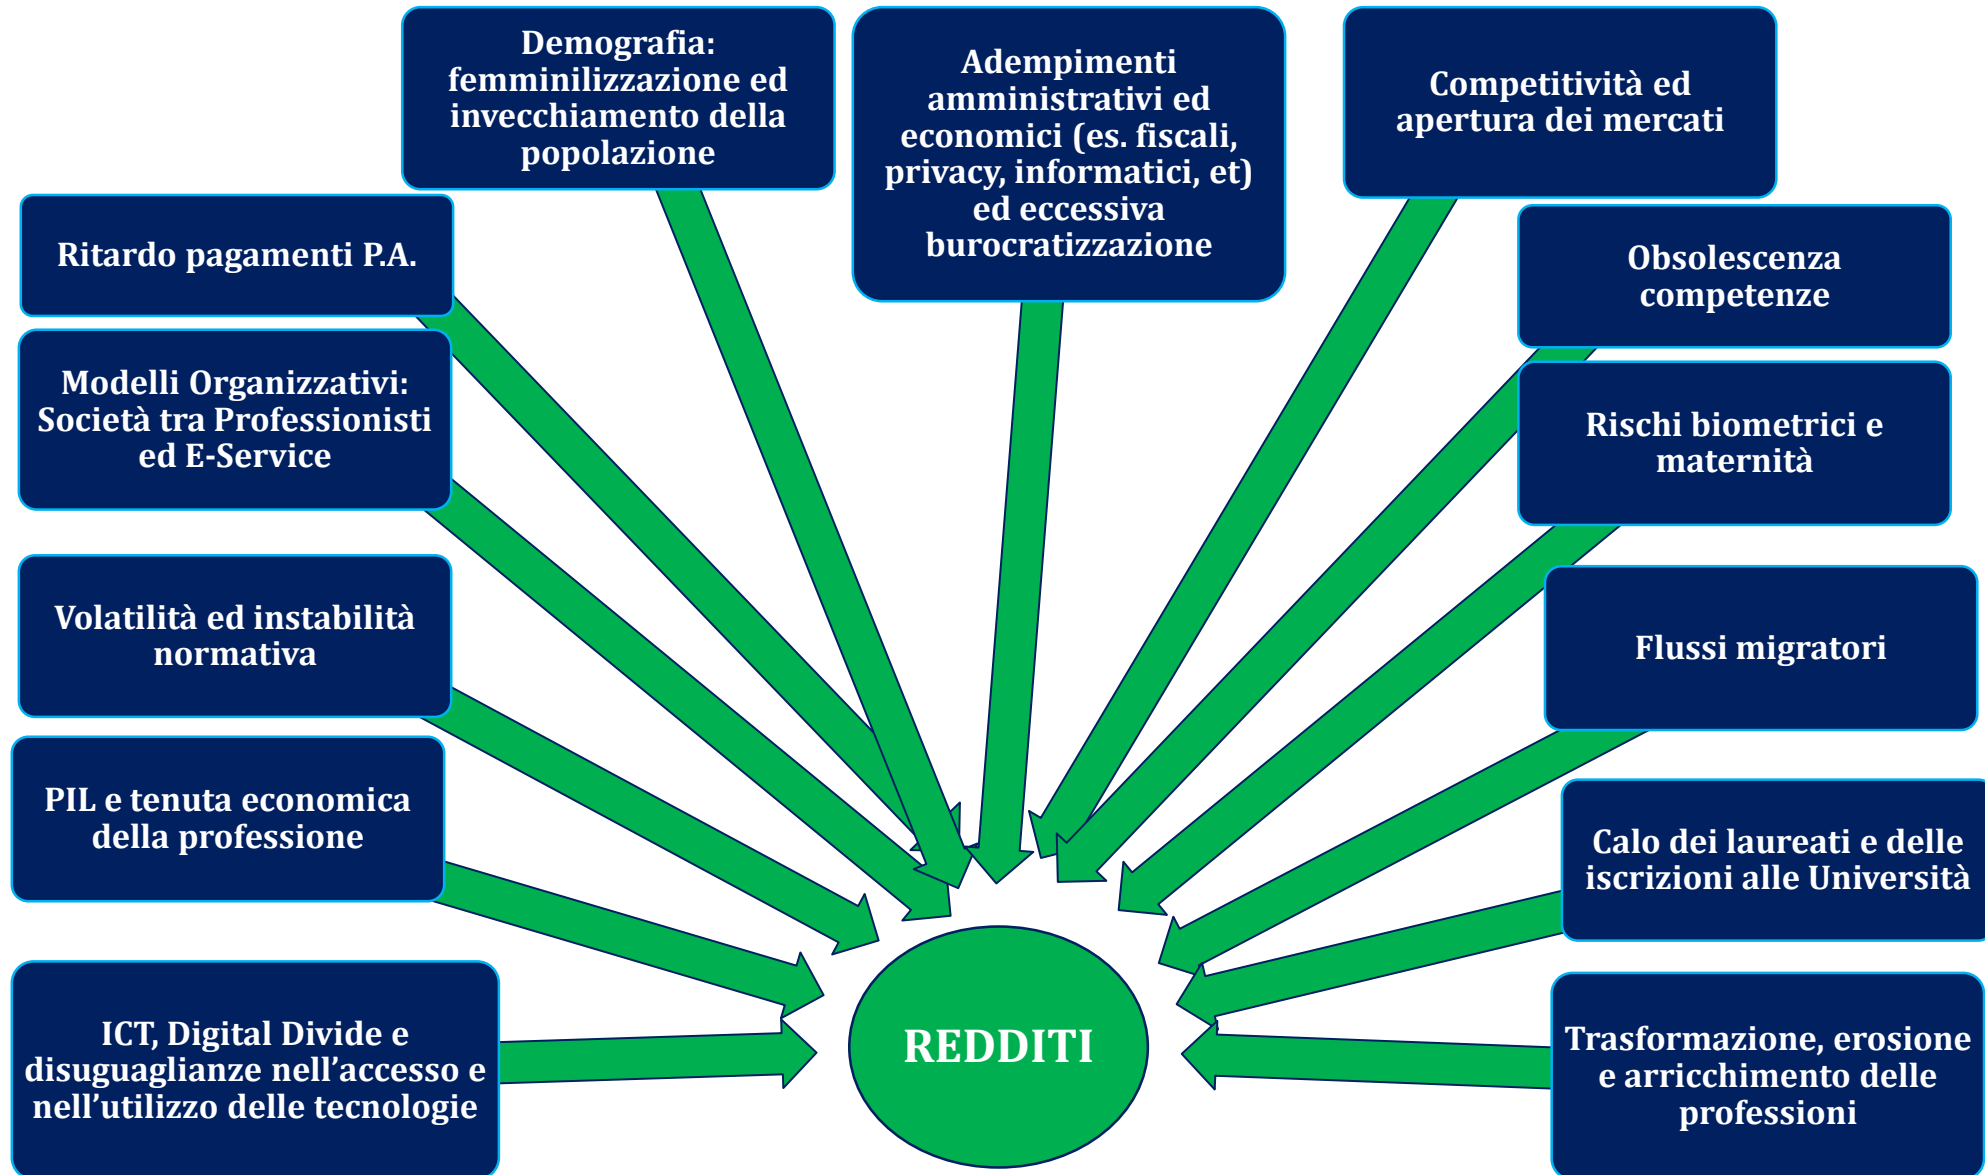 Demografia:
femminilizzazione ed
invecchiamento della
popolazione
Adempimenti
amministrativi ed
economici (es. fiscali,
privacy, informatici, et)
ed eccessiva
burocratizzazione
Competitività ed
apertura dei mercati
Ritardo pagamenti P.A.
Obsolescenza
competenze
Modelli Organizzativi:
Società tra Professionisti
ed E-Service
Rischi biometrici e
maternità
Volatilità ed instabilità
normativa
Flussi migratori
PIL e tenuta economica
della professione
Calo dei laureati e delle
iscrizioni alle Università
ICT, Digital Divide e
disuguaglianze nell’accesso e
nell’utilizzo delle tecnologie
REDDITI
Trasformazione, erosione
e arricchimento delle
professioni